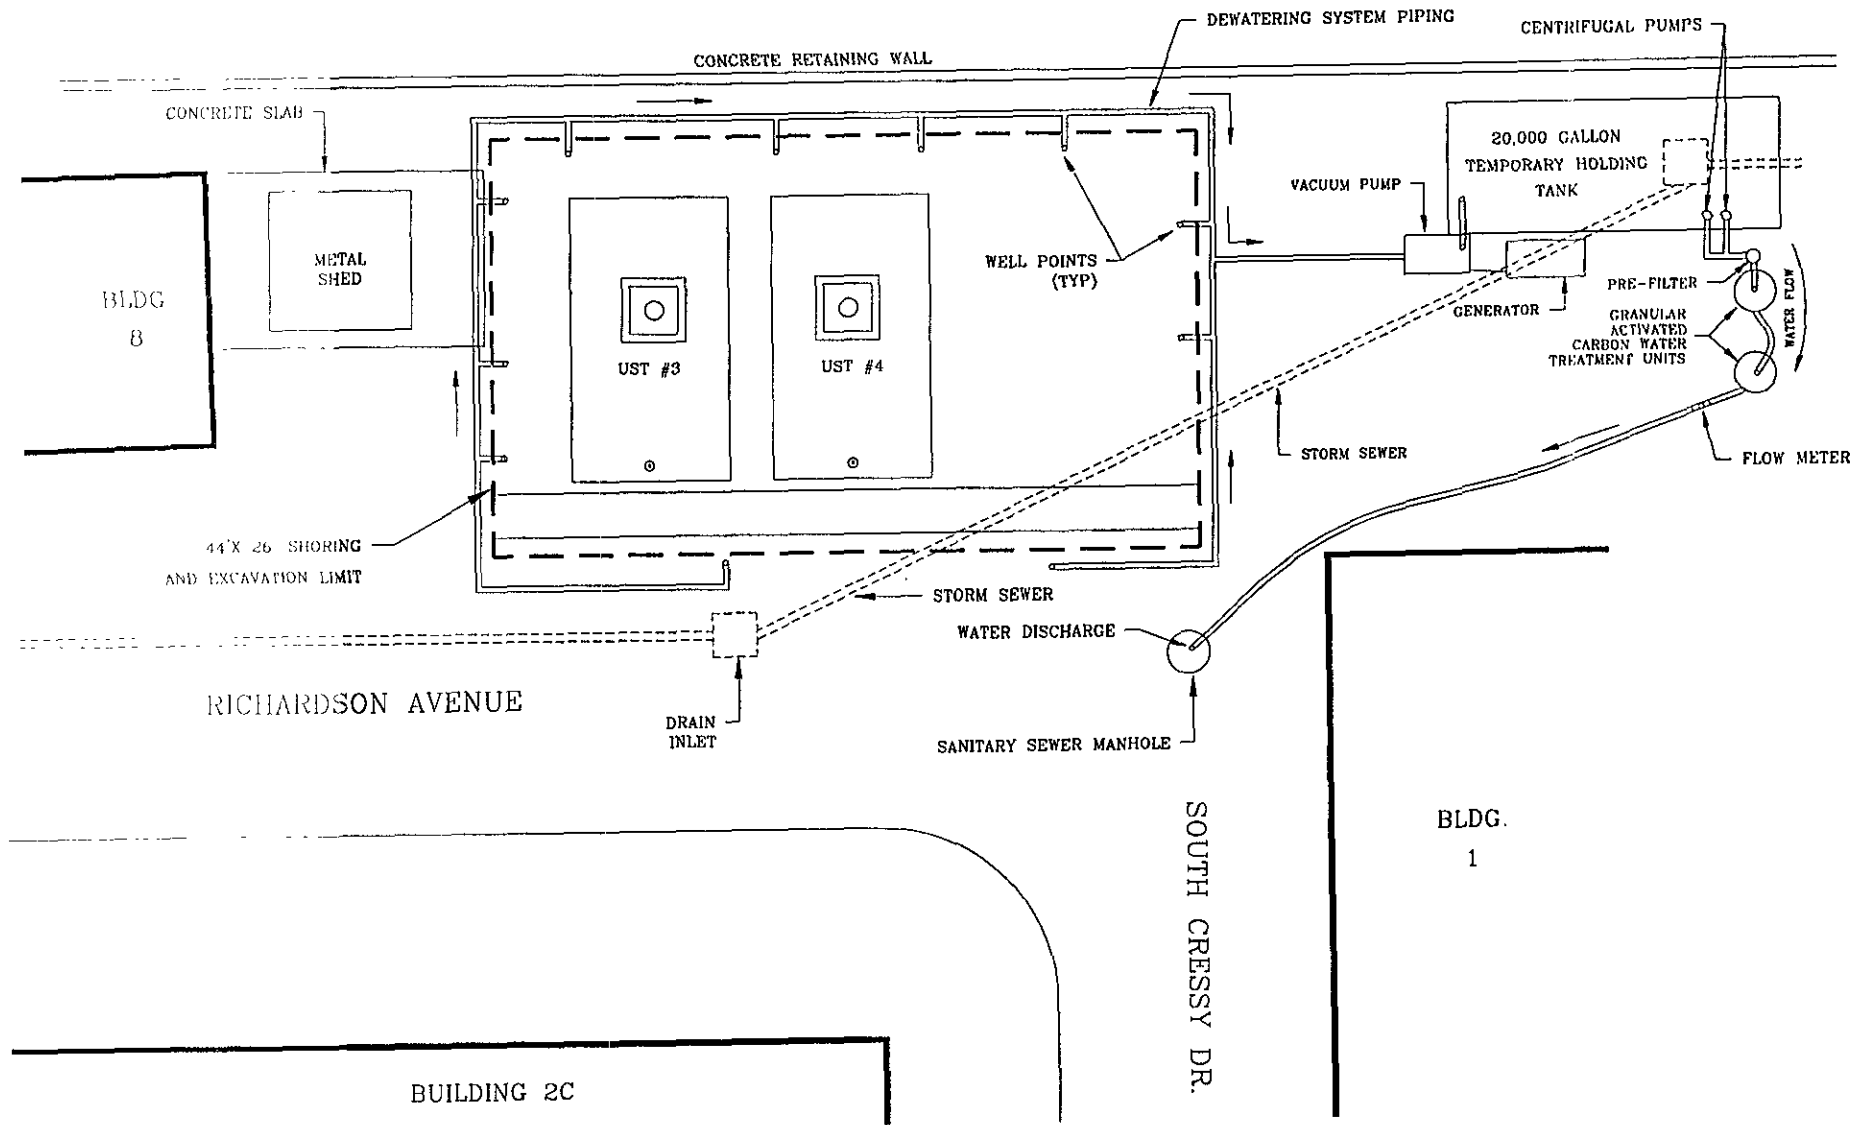 DEWATERING SYSTEM PIPING
CENTRIFUGAL PUMPS
CONCRETE RETAINING WALL
CONCRETE SLAB
20,000 GALLON
TEMPORARY HOLDING
TANK
VACUUM PUMP
METAL
SHED
WELL POINTS
(TYP)
BLDG
8
PRE-FILTER
GENERATOR
WATER FLOW
GRANULAR
ACTIVATED
CARBON WATER
TREATMENT UNITS
UST #3
UST #4
STORM SEWER
FLOW METER
44'X 26 SHORING
AND EXCAVATION LIMIT
STORM SEWER
WATER DISCHARGE
RICHARDSON AVENUE
DRAIN
INLET
SANITARY SEWER MANHOLE
SOUTH CRESSY DR.
BLDG.
1
BUILDING 2C